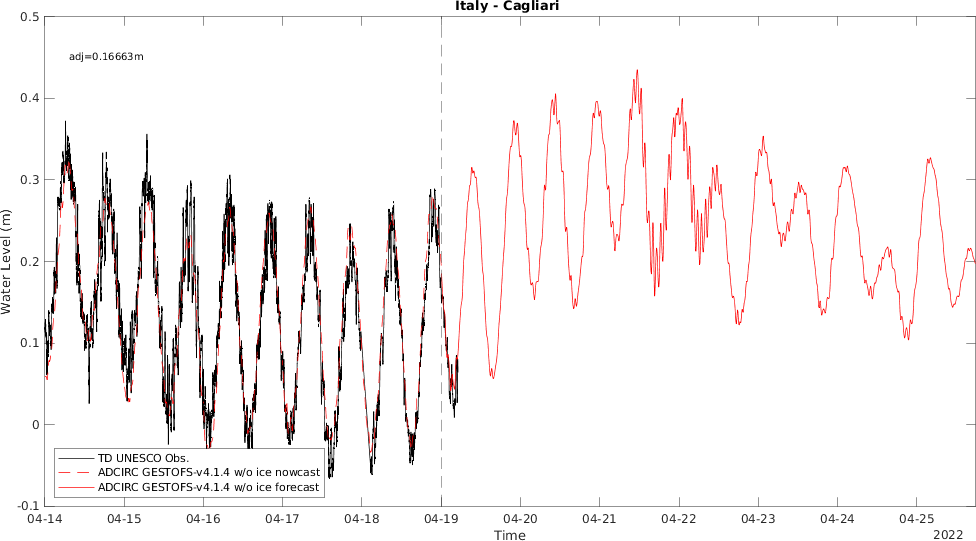 Italy - Cagliari
0.5
adj=0.16663m
0.4
0.3
0.2
0.1
0
-0.1
Water Level (m)
TD UNESCO Obs.
ADCIRC GESTOFS-v4.1.4 w/o ice nowcast
ADCIRC GESTOFS-v4.1.4 w/o ice forecast
04-14 04-15 04-16 04-17 04-18 04-19 04-20 04-21 04-22 04-23 04-24 04-25
Time
2022